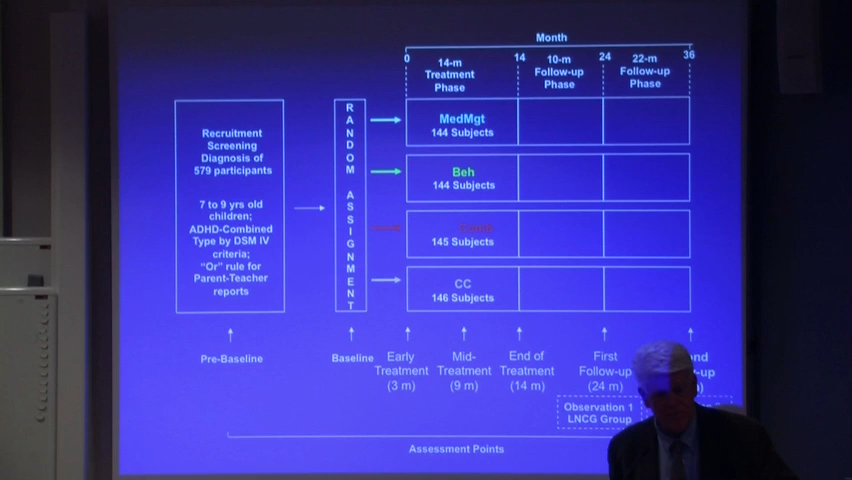 Month
0
14
24
36
14-m
Treatment
Phase
10-m
Follow-up
Phase
22-m
Follow-up
Phase
Recruitment
Screening
Diagnosis of
579 participants
7 to 9 yrs old
children;
ADHD-Combined
Type by DSM IV
criteria;
“Or” rule for
Parent-Teacher
reports
RANDOM ASSIGNMENT
MedMgt
144 Subjects
Beh
144 Subjects
145 Subjects
CC
146 Subjects
Pre-Baseline
Baseline
Early
Treatment
(3 m)
Mid-
Treatment
(9 m)
End of
Treatment
(14 m)
First
Follow-up
(24 m)
Observation 1
LNCG Group
Assessment Points